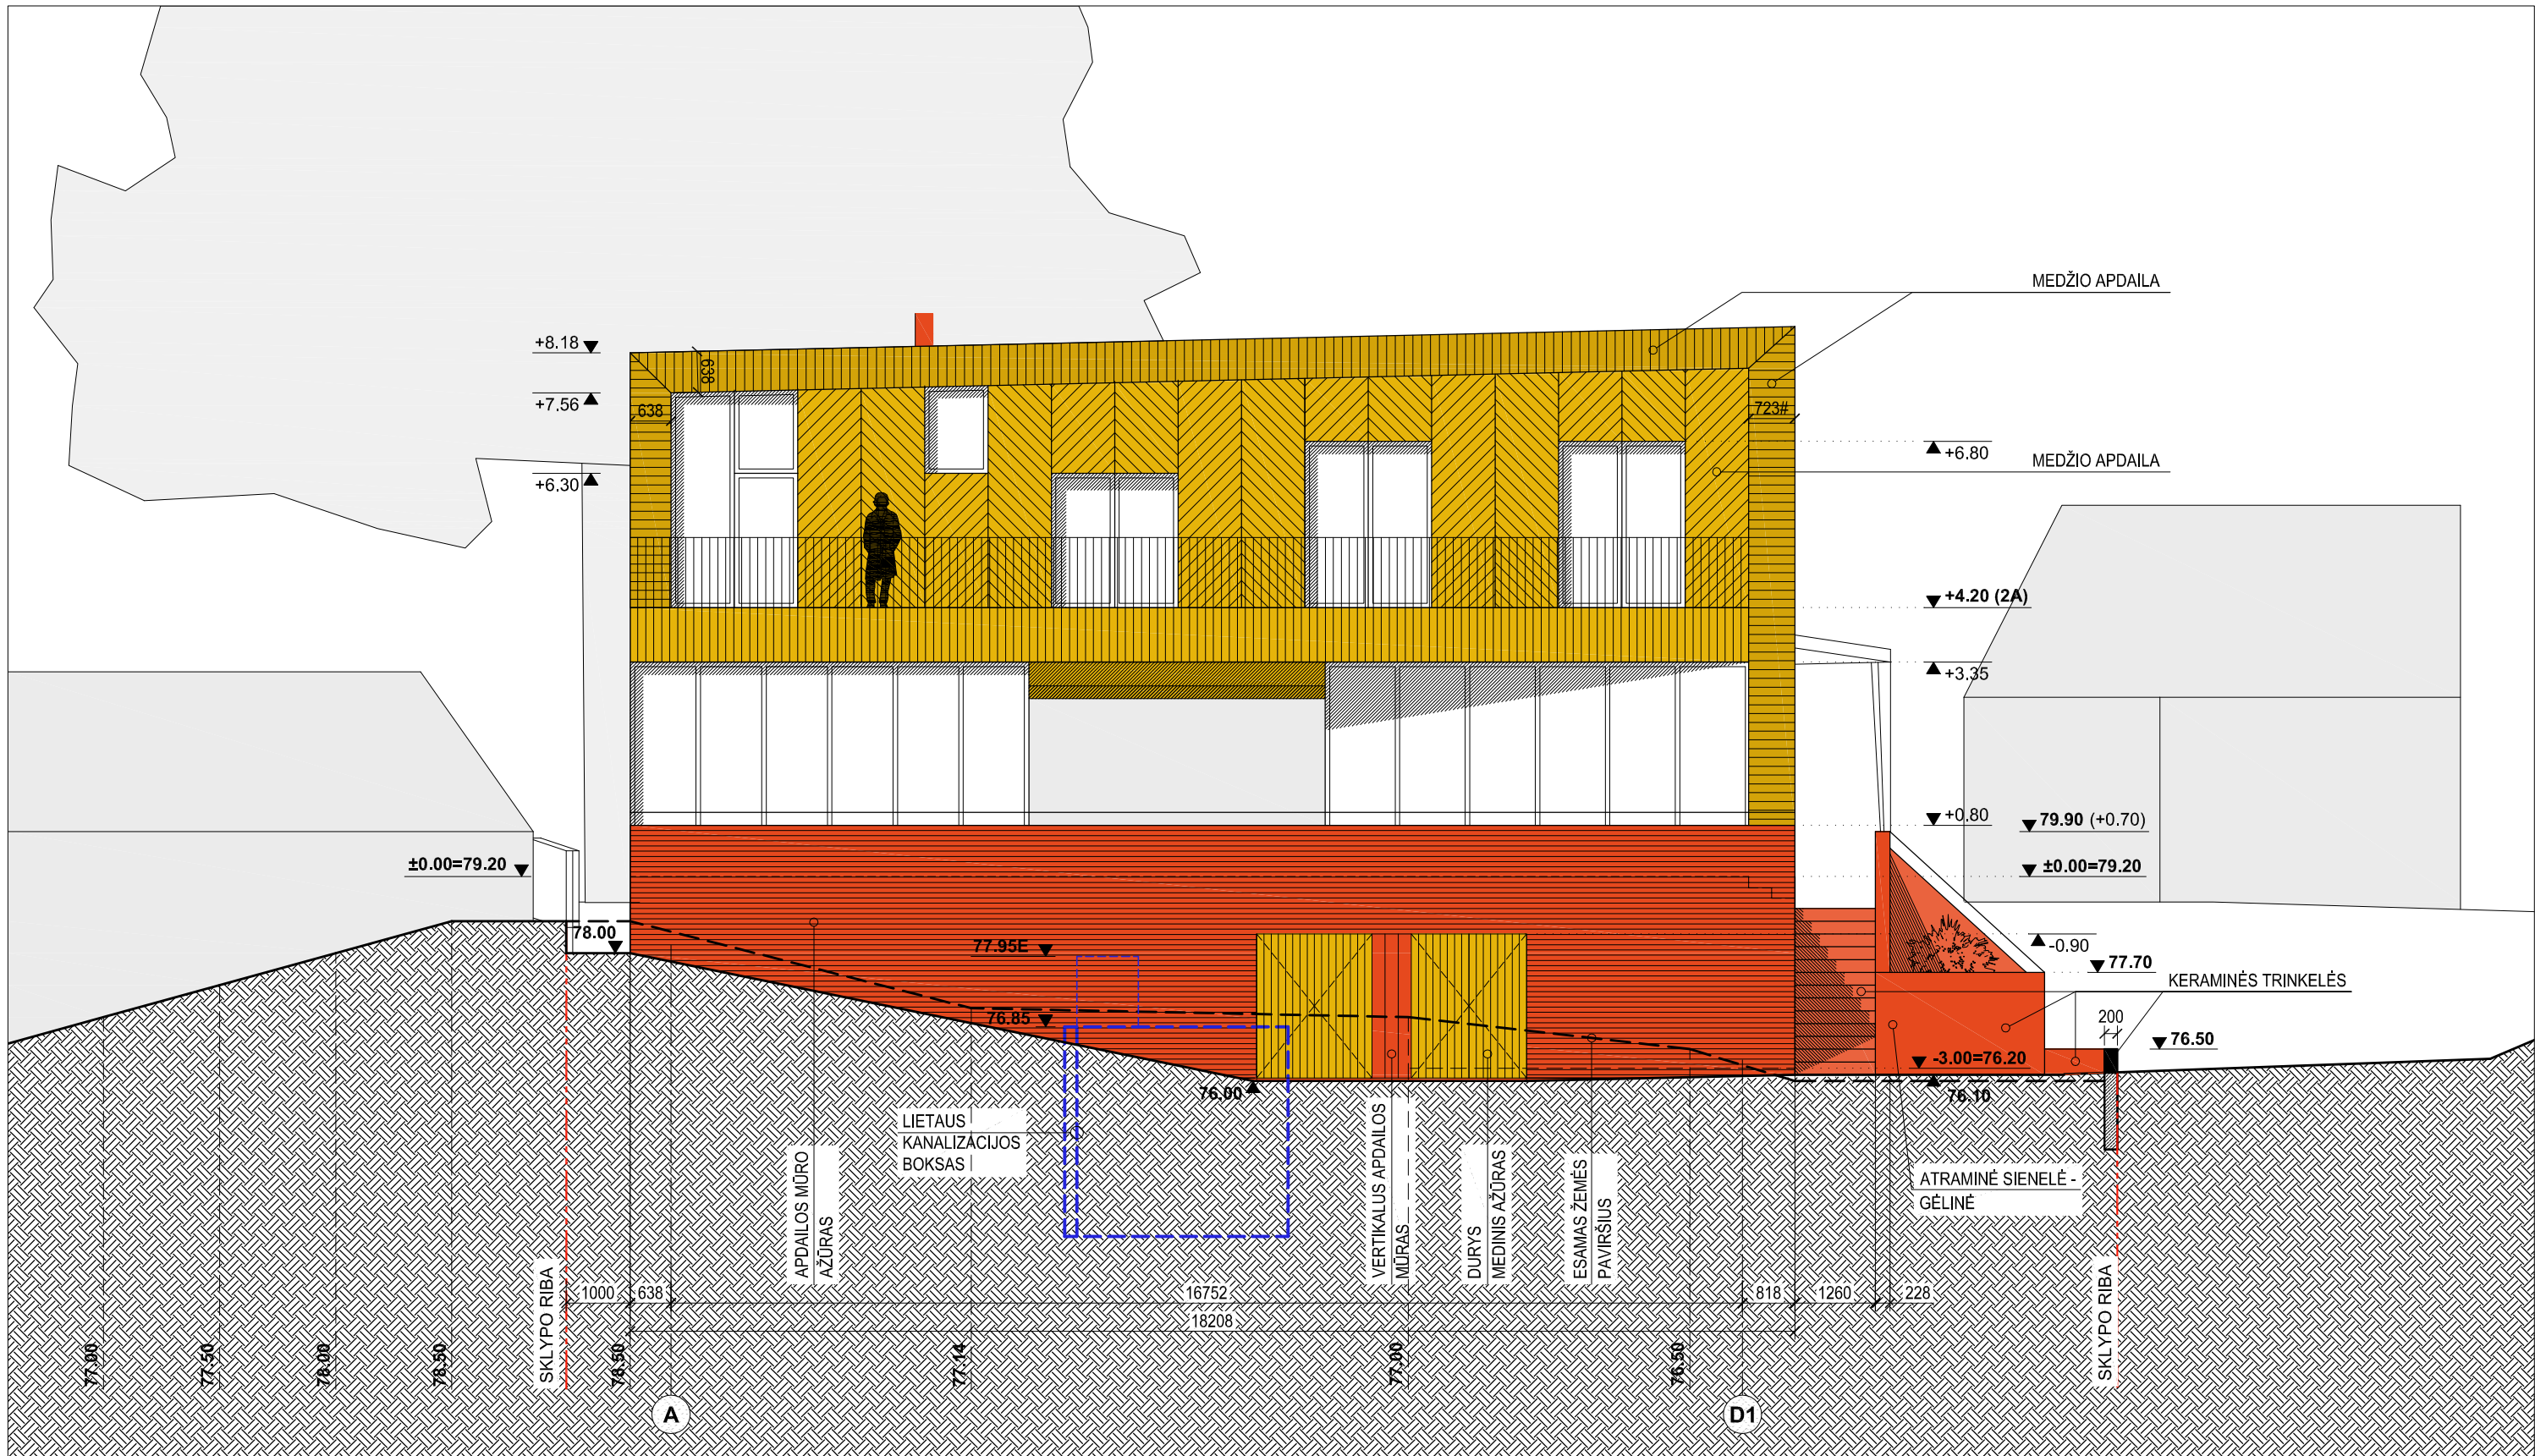 MEDŽIO APDAILA
+8.18
638
+7.56
638
723#
+6.80
MEDŽIO APDAILA
+6.30
+4.20 (2A)
+3.35
+0.80
79.90 (+0.70)
±0.00=79.20
±0.00=79.20
78.00
77.95E
-0.90
77.70
KERAMINĖS TRINKELĖS
76.85
200
76.50
-3.00=76.20
76.00
76.10
LIETAUS
KANALIZACIJOS
BOKSAS
APDAILOS MŪRO
AŽŪRAS
VERTIKALUS APDAILOS
MŪRAS
DURYS
MEDINIS AŽŪRAS
ESAMAS ŽEMĖS
PAVIRŠIUS
ATRAMINĖ SIENELĖ -
GĖLINĖ
SKLYPO RIBA
1000
638
16752
818
1260
228
SKLYPO RIBA
18208
77.00
77.50
78.00
78.50
78.50
77.14
77.00
76.50
A
D1